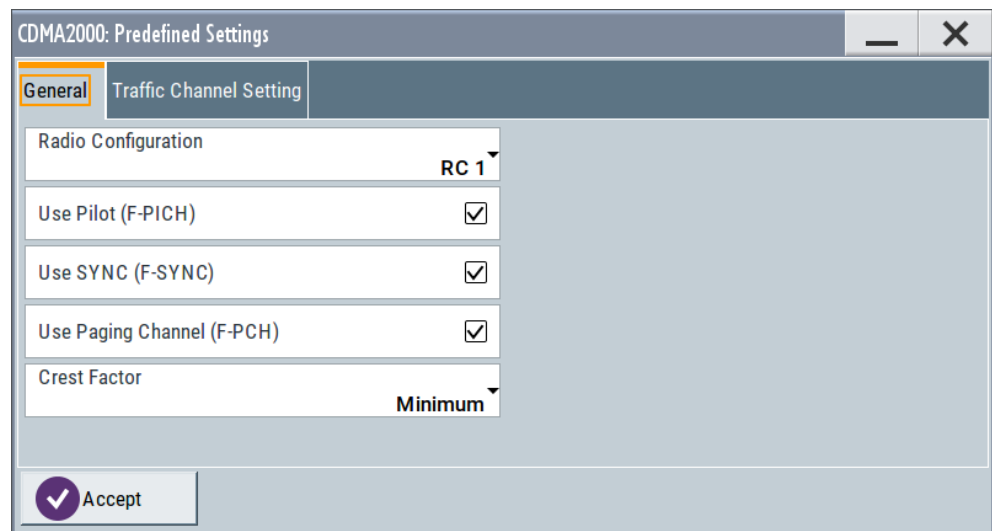 CDMA2000: Predefined Settings
General
Traffic Channel Setting
Radio Configuration
RC 1
Use Pilot (F-PICH)
Use SYNC (F-SYNC)
Use Paging Channel (F-PCH)
Crest Factor
Minimum
Accept